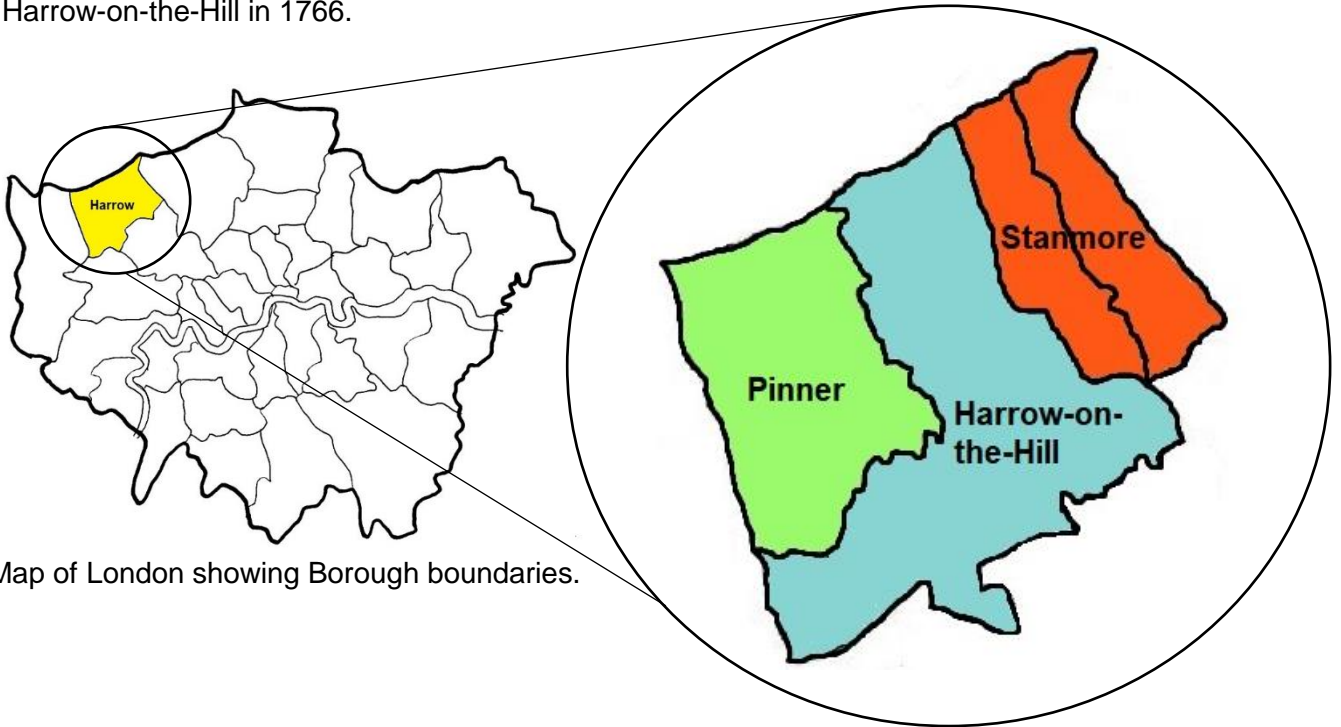 Harrow-on-the-Hill in 1766.
Harrow
Stanmore
Pinner
Harrow-on-
the-Hill
Map of London showing Borough boundaries.